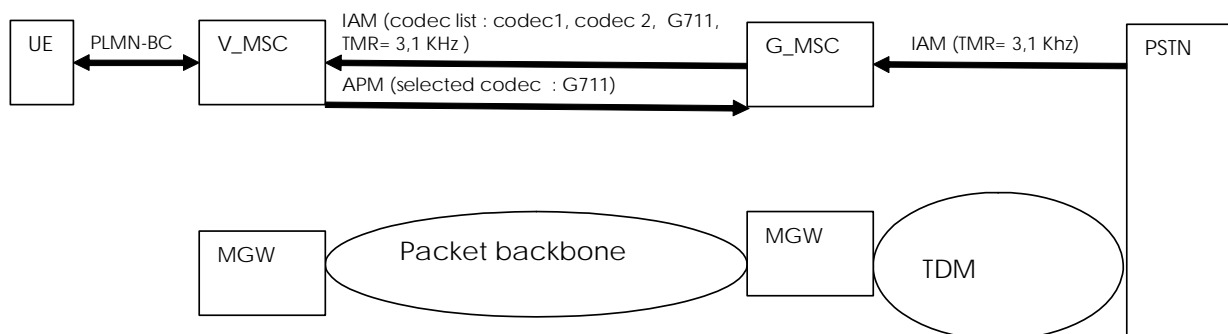 UE
PLMN-BC
V_MSC
IAM (codec list : codec1, codec 2, G711,
TMR= 3,1 KHz )
APM (selected codec : G711)
G_MSC
IAM (TMR= 3,1 Khz)
PSTN
MGW
Packet backbone
MGW
TDM